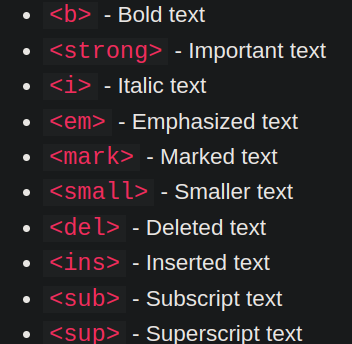 • <b> - Bold text
• <strong> - Important text
• <i> - Italic text
• <em> - Emphasized text
• <mark> - Marked text
• <small> - Smaller text
• <del> - Deleted text
• <ins> - Inserted text
• <sub> - Subscript text
• <sup> - Superscript text